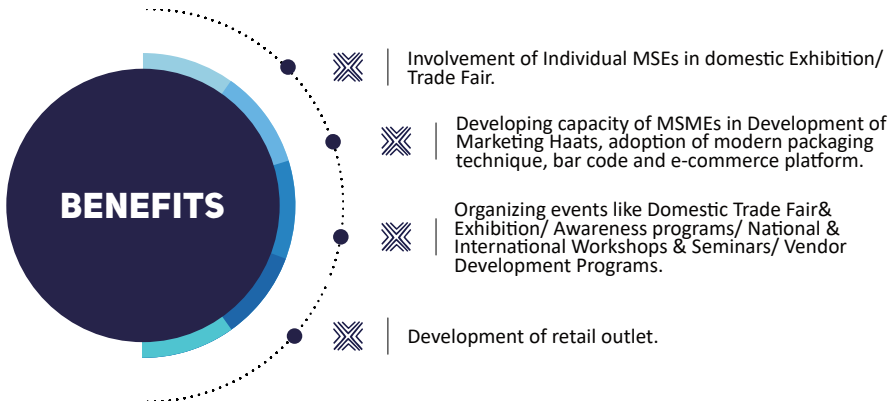 BENEFITS
Involvement of Individual MSEs in domestic Exhibition/
Trade Fair.
Developing capacity of MSMEs in Development of
Marketing Haats, adoption of modern packaging
technique, bar code and e-commerce platform.
Organizing events like Domestic Trade Fair&
Exhibition/ Awareness programs/ National &
International Workshops & Seminars/ Vendor
Development Programs.
Development of retail outlet.